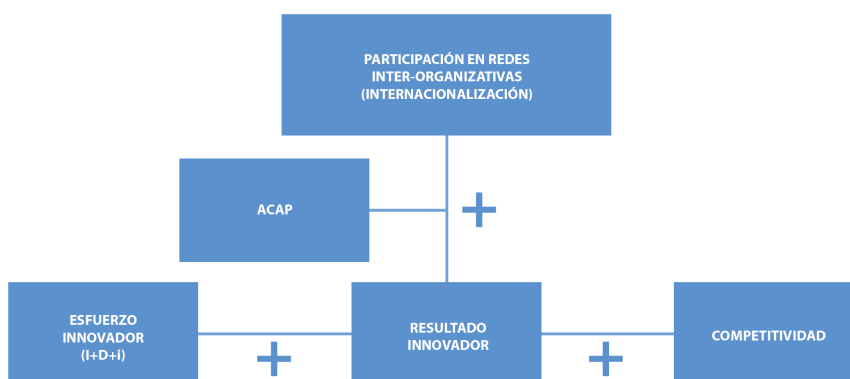 PARTICIPACIÓN EN REDES
INTER-ORGANIZATIVAS
(INTERNACIONALIZACIÓN)
ACAP
+
ESFUERZO
INNOVADOR
(I+D+i)
+
RESULTADO
INNOVADOR
+
COMPETITIVIDAD